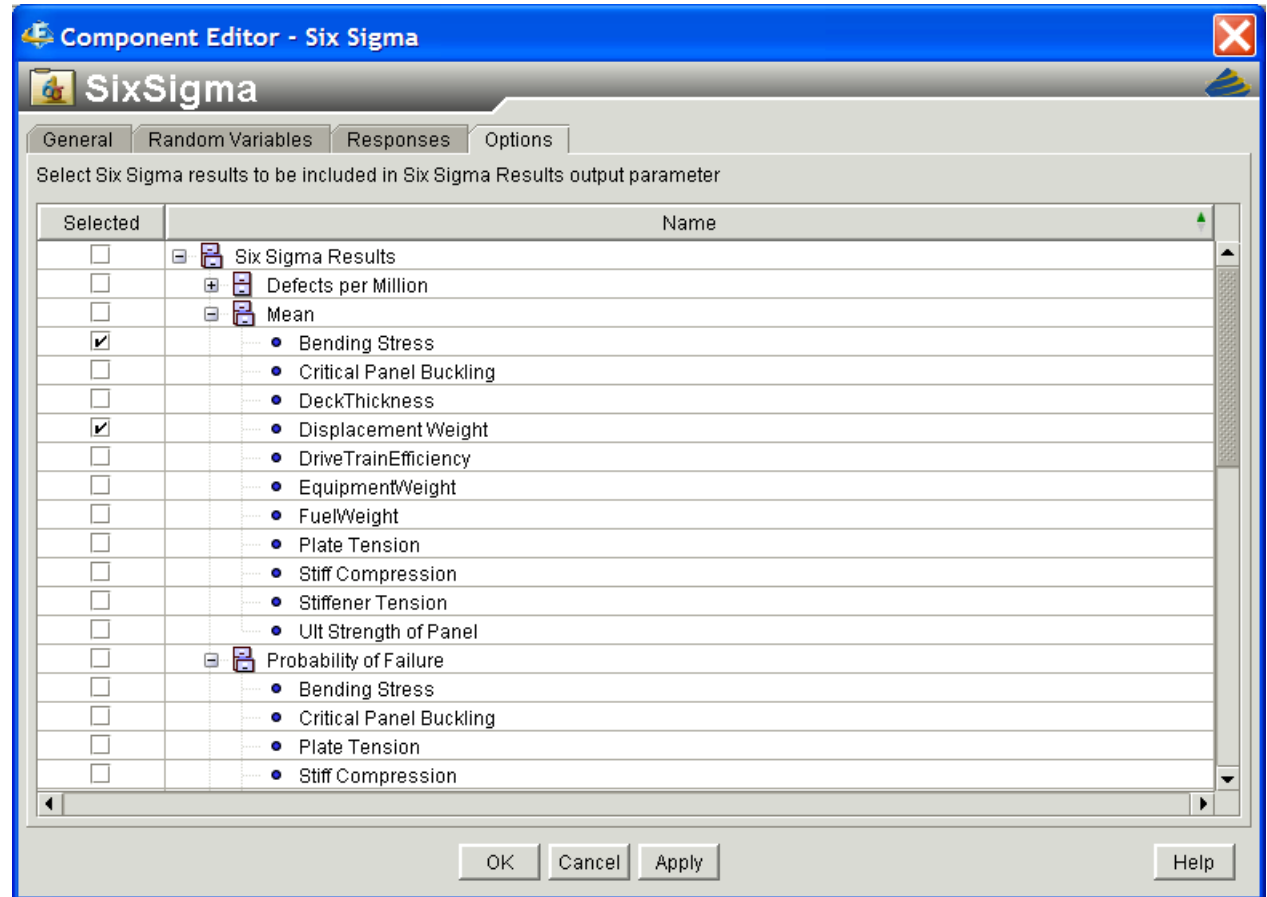 Component Editor - Six Sigma
SixSigma
General Random Variables Responses Options
Select Six Sigma results to be included in Six Sigma Results output parameter
Selected Name
Six Sigma Results
Defects per Million
Mean
Bending Stress
Critical Panel Buckling
DeckThickness
Displacement Weight
DriveTrainEfficiency
EquipmentWeight
FuelWeight
Plate Tension
Stiff Compression
Stiffener Tension
Ult Strength of Panel
Probability of Failure
Bending Stress
Critical Panel Buckling
Plate Tension
Stiff Compression
OK Cancel Apply Help